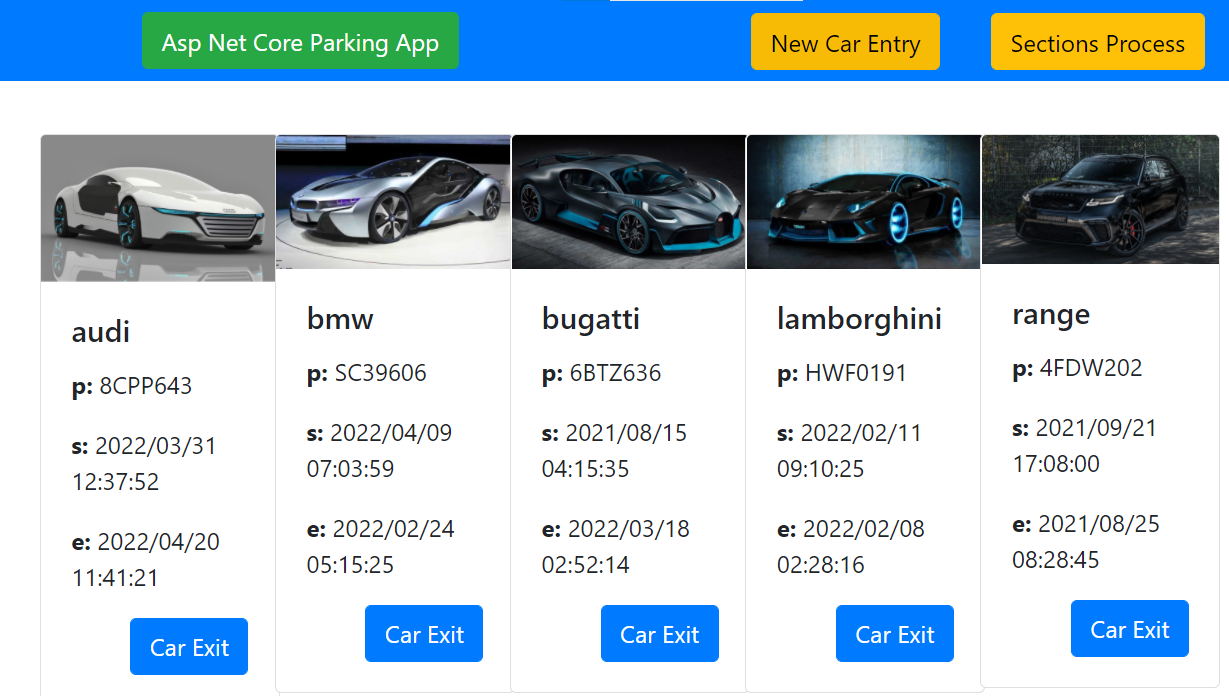 Asp Net Core Parking App
New Car Entry
Sections Process
audi
p: 8CPP643
s: 2022/03/31
12:37:52
e: 2022/04/20
11:41:21
Car Exit
bmw
p: SC39606
s: 2022/04/09
07:03:59
e: 2022/02/24
05:15:25
Car Exit
bugatti
p: 6BTZ636
s: 2021/08/15
04:15:35
e: 2022/03/18
02:52:14
Car Exit
lamborghini
p: HWF0191
s: 2022/02/11
09:10:25
e: 2022/02/08
02:28:16
Car Exit
range
p: 4FDW202
s: 2021/09/21
17:08:00
e: 2021/08/25
08:28:45
Car Exit